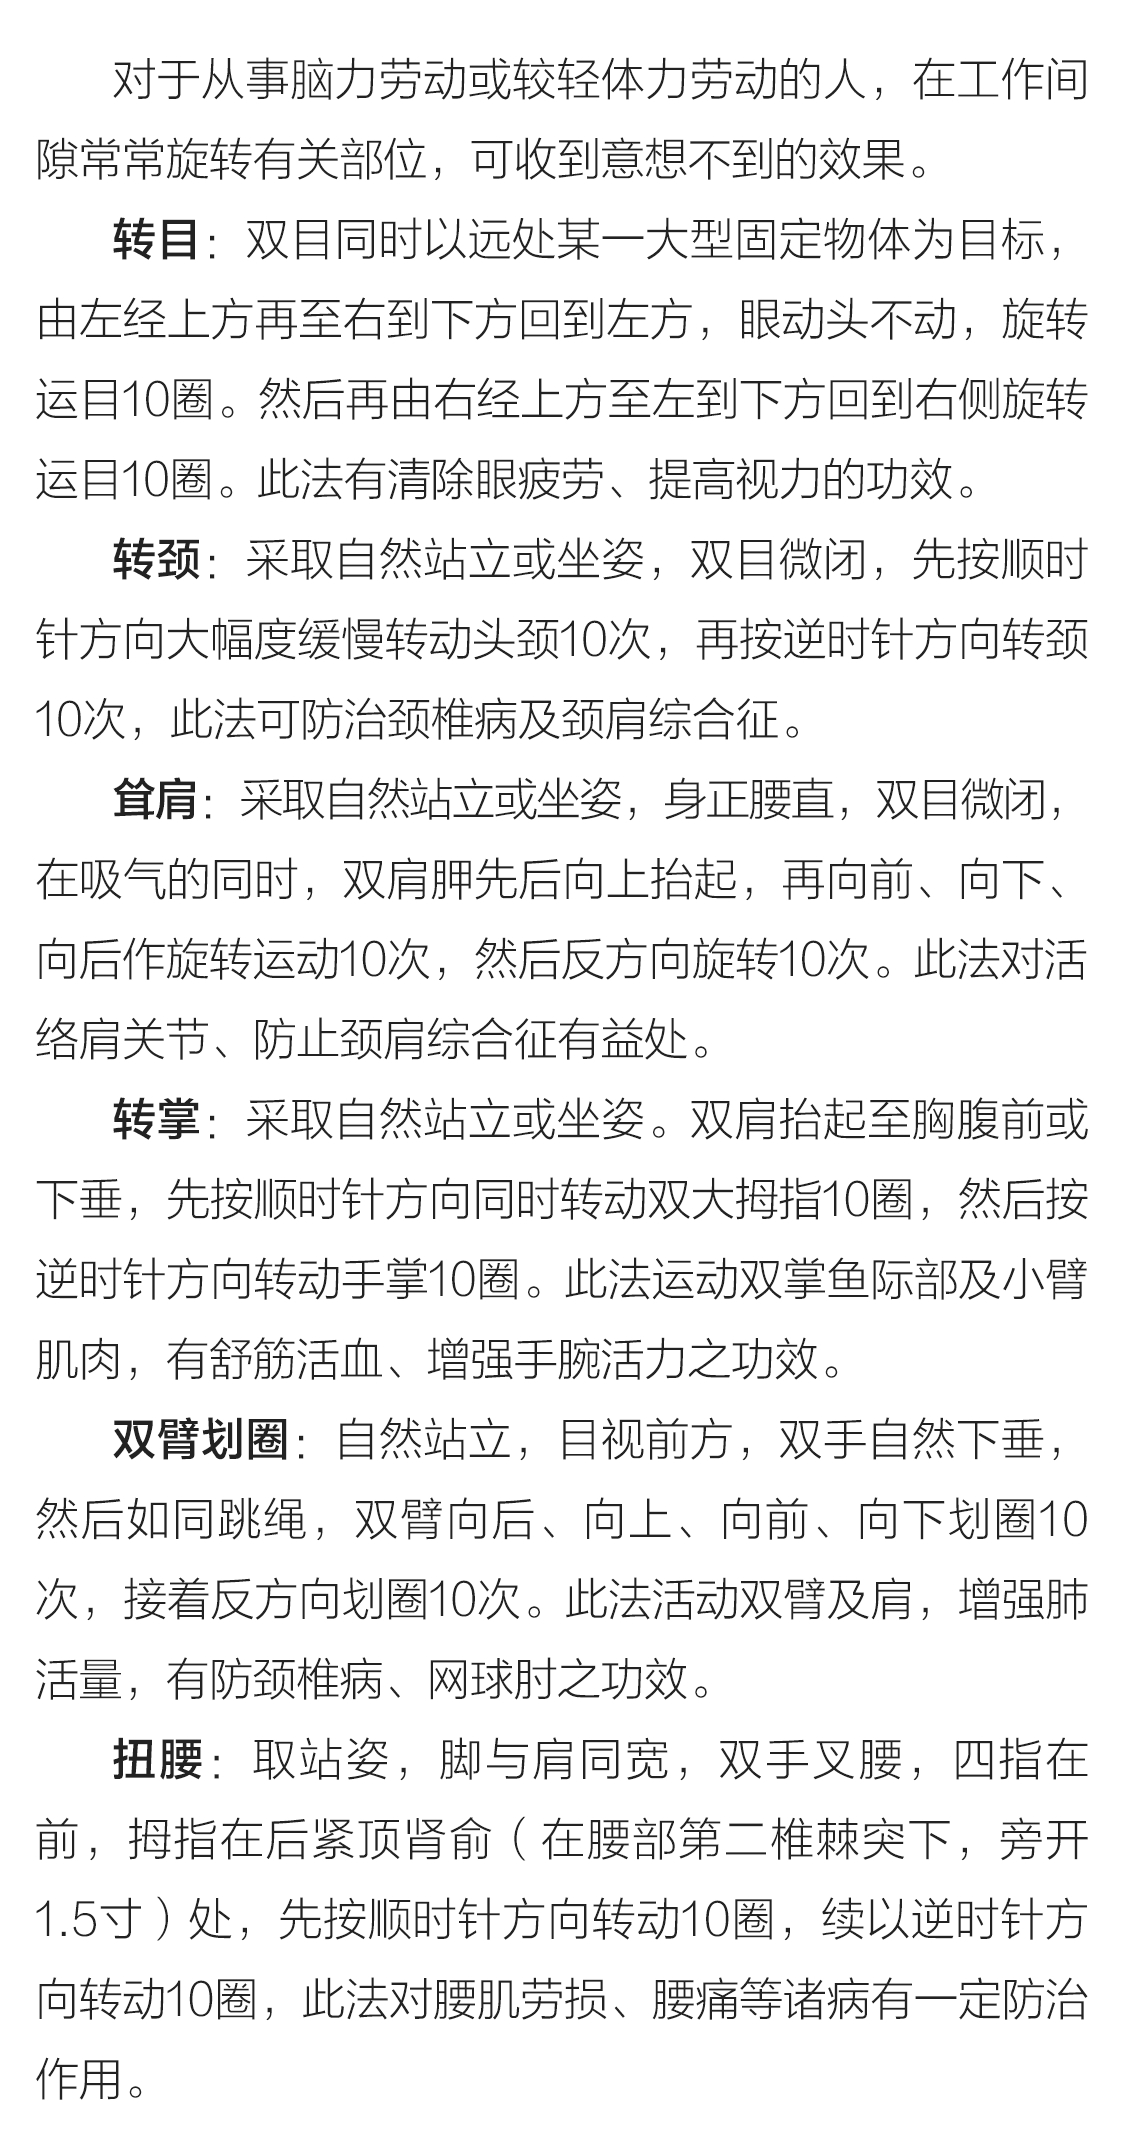 对于从事脑力劳动或较轻体力劳动的人，在工作间
隙常常旋转有关部位，可收到意想不到的效果。
转目：双目同时以远处某一大型固定物体为目标，
由左经上方再至右到下方回到左方，眼动头不动，旋转
运目10圈。然后再由右经上方至左到下方回到右侧旋转
运目10圈。此法有清除眼疲劳、提高视力的功效。
转颈：采取自然站立或坐姿，双目微闭，先按顺时
针方向大幅度缓慢转动头颈10次，再按逆时针方向转颈
10次，此法可防治颈椎病及颈肩综合征。
耸肩：采取自然站立或坐姿，身正腰直，双目微闭，
在吸气的同时，双肩胛先后向上抬起，再向前、向下、
向后作旋转运动10次，然后反方向旋转10次。此法对活
络肩关节、防止颈肩综合征有益处。
转掌：采取自然站立或坐姿。双肩抬起至胸腹前或
下垂，先按顺时针方向同时转动双大拇指10圈，然后按
逆时针方向转动手掌10圈。此法运动双掌鱼际部及小臂
肌肉，有舒筋活血、增强手腕活力之功效。
双臂划圈：自然站立，目视前方，双手自然下垂，
然后如同跳绳，双臂向后、向上、向前、向下划圈10
次，接着反方向划圈10次。此法活动双臂及肩，增强肺
活量，有防颈椎病、网球肘之功效。
扭腰：取站姿，脚与肩同宽，双手叉腰，四指在
前，拇指在后紧顶肾俞（在腰部第二椎棘突下，旁开
1.5寸）处，先按顺时针方向转动10圈，续以逆时针方
向转动10圈，此法对腰肌劳损、腰痛等诸病有一定防治
作用。